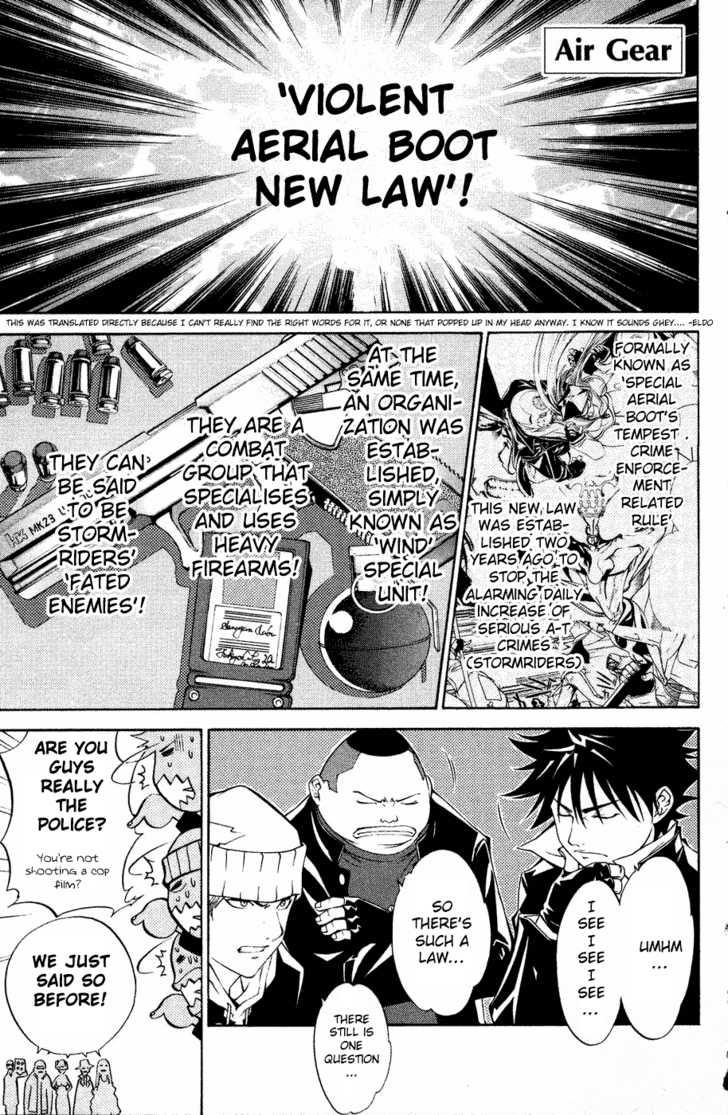 Air Gear
'VIOLENT
AERIAL BOOT
NEW LAW'!
THIS WAS TRANSLATED DIRECTLY BECAUSE I CAN'T REALLY FIND THE RIGHT WORDS FOR IT, OR NONE THAT POPPED UP IN MY HEAD ANYWAY. I KNOW IT SOUNDS GHEY.... -ELDO
FORMALLY
KNOWN AS
'SPECIAL
AERIAL
BOOT'S
TEMPEST .
CRIME
ENFORCE-
MENT
RELATED
RULE'
THIS NEW LAW
WAS ESTAB-
LISHED TWO
YEARS AGO TO
STOP THE
ALARMING DAILY
INCREASE OF
SERIOUS A-T
CRIMES
(STORMRIDERS)
AT THE
SAME TIME,
AN ORGANI-
ZATION WAS
ESTAB-
LISHED,
SIMPLY
KNOWN AS
'WIND'
SPECIAL
UNIT!
THEY ARE A
COMBAT
GROUP THAT
SPECIALISES
AND USES
HEAVY
FIREARMS!
THEY CAN
BE SAID
TO BE
STORM-
RIDERS'
'FATED
ENEMIES'!
MK23
UMHM
...
I
SEE
I
SEE
I
SEE
...
SO
THERE'S
SUCH A
LAW...
THERE
STILL IS
ONE
QUESTION
...
ARE YOU
GUYS
REALLY
THE
POLICE?
You're not
shooting a cop
film?
WE JUST
SAID SO
BEFORE!